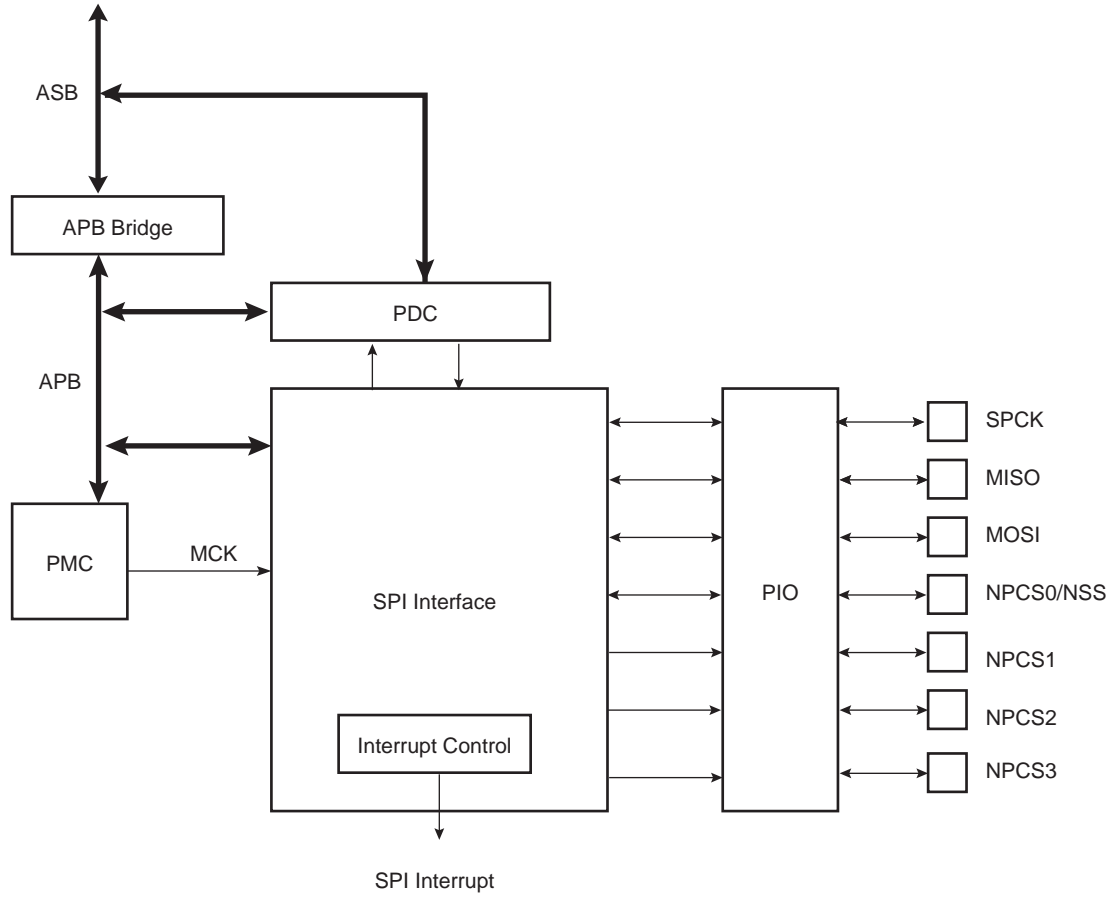 ASB
APB Bridge
PDC
APB
SPCK
MISO
MOSI
PMC
MCK
SPI Interface
PIO
NPCS0/NSS
NPCS1
NPCS2
Interrupt Control
NPCS3
SPI Interrupt